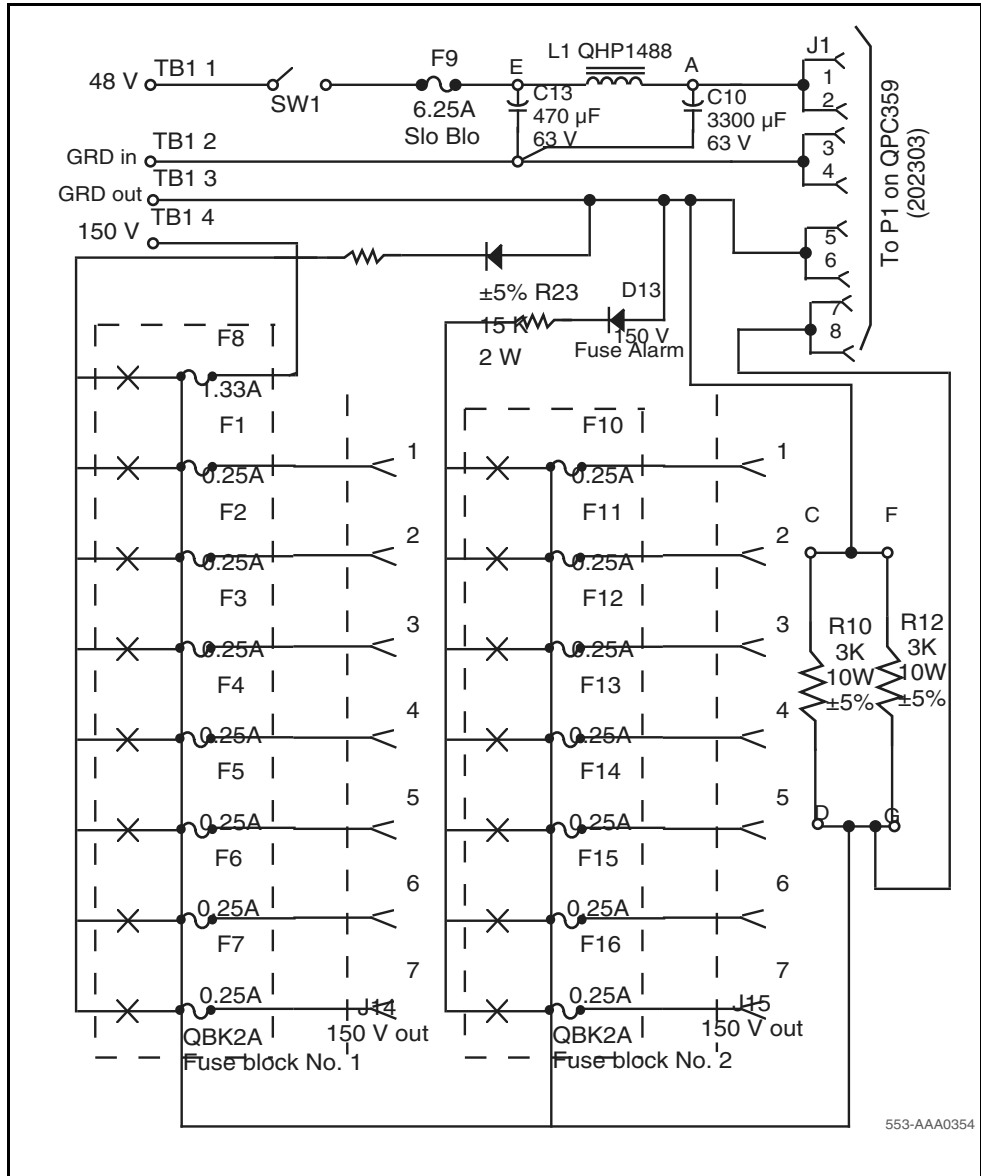 48 V
TB1 1
SW1
F9
6.25A
Slo Blo
E
L1 QHP1488
A
C13
470 µF
63 V
C10
3300 µF
63 V
J1
1
2
3
4
5
6
7
8
To P1 on QPC359
(202303)
GRD in
TB1 2
GRD out
TB1 3
150 V
TB1 4
±5% R23
15 K
2 W
D13
150 V
Fuse Alarm
F8
1.33A
F1
0.25A
1
F2
0.25A
2
F3
0.25A
3
F4
0.25A
4
F5
0.25A
5
F6
0.25A
6
F7
0.25A
7
J14
150 V out
QBK2A
Fuse block No. 1
F10
0.25A
1
F11
0.25A
2
F12
0.25A
3
F13
0.25A
4
F14
0.25A
5
F15
0.25A
6
F16
0.25A
7
J15
150 V out
QBK2A
Fuse block No. 2
C
F
R10
3K
10W
±5%
R12
3K
10W
±5%
D
G
553-AAA0354